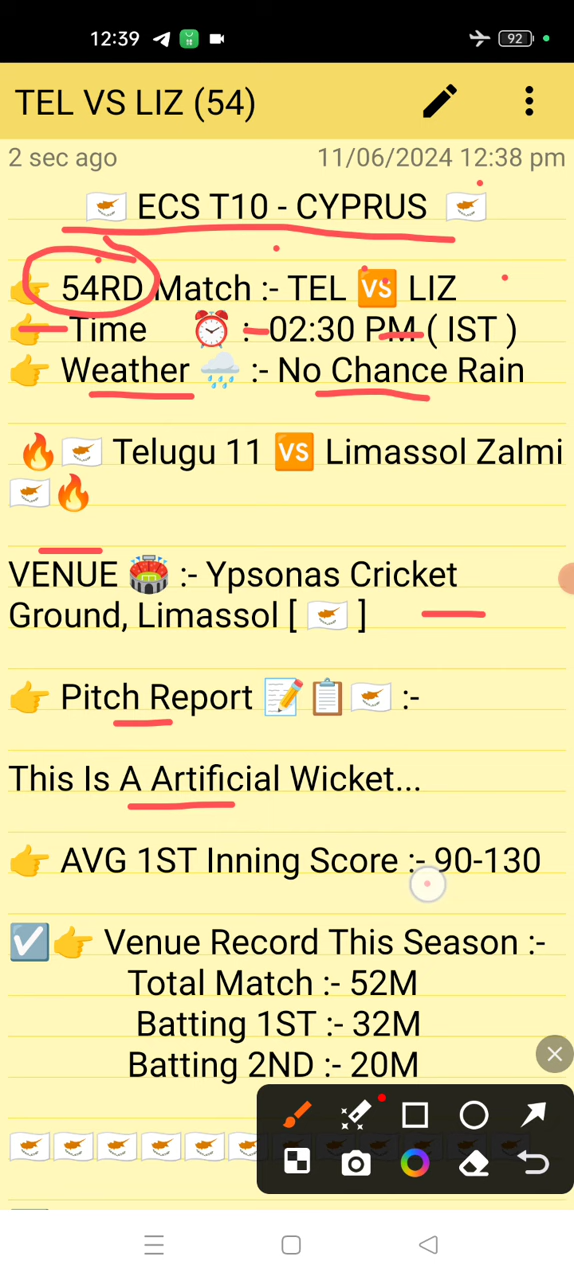 12:39
92
TEL VS LIZ (54)
2 sec ago 11/06/2024 12:38 pm
🇨🇾 ECS T10 - CYPRUS 🇨🇾
👉 54RD Match :- TEL 🆚 LIZ
👉 Time ⏰ :- 02:30 PM ( IST )
👉 Weather 🌧️ :- No Chance Rain
🔥🇨🇾 Telugu 11 🆚 Limassol Zalmi
🇨🇾🔥
VENUE 🏟️ :- Ypsonas Cricket
Ground, Limassol [ 🇨🇾 ]
👉 Pitch Report 📝📋🇨🇾 :-
This Is A Artificial Wicket...
👉 AVG 1ST Inning Score :- 90-130
☑️👉 Venue Record This Season :-
Total Match :- 52M
Batting 1ST :- 32M
Batting 2ND :- 20M